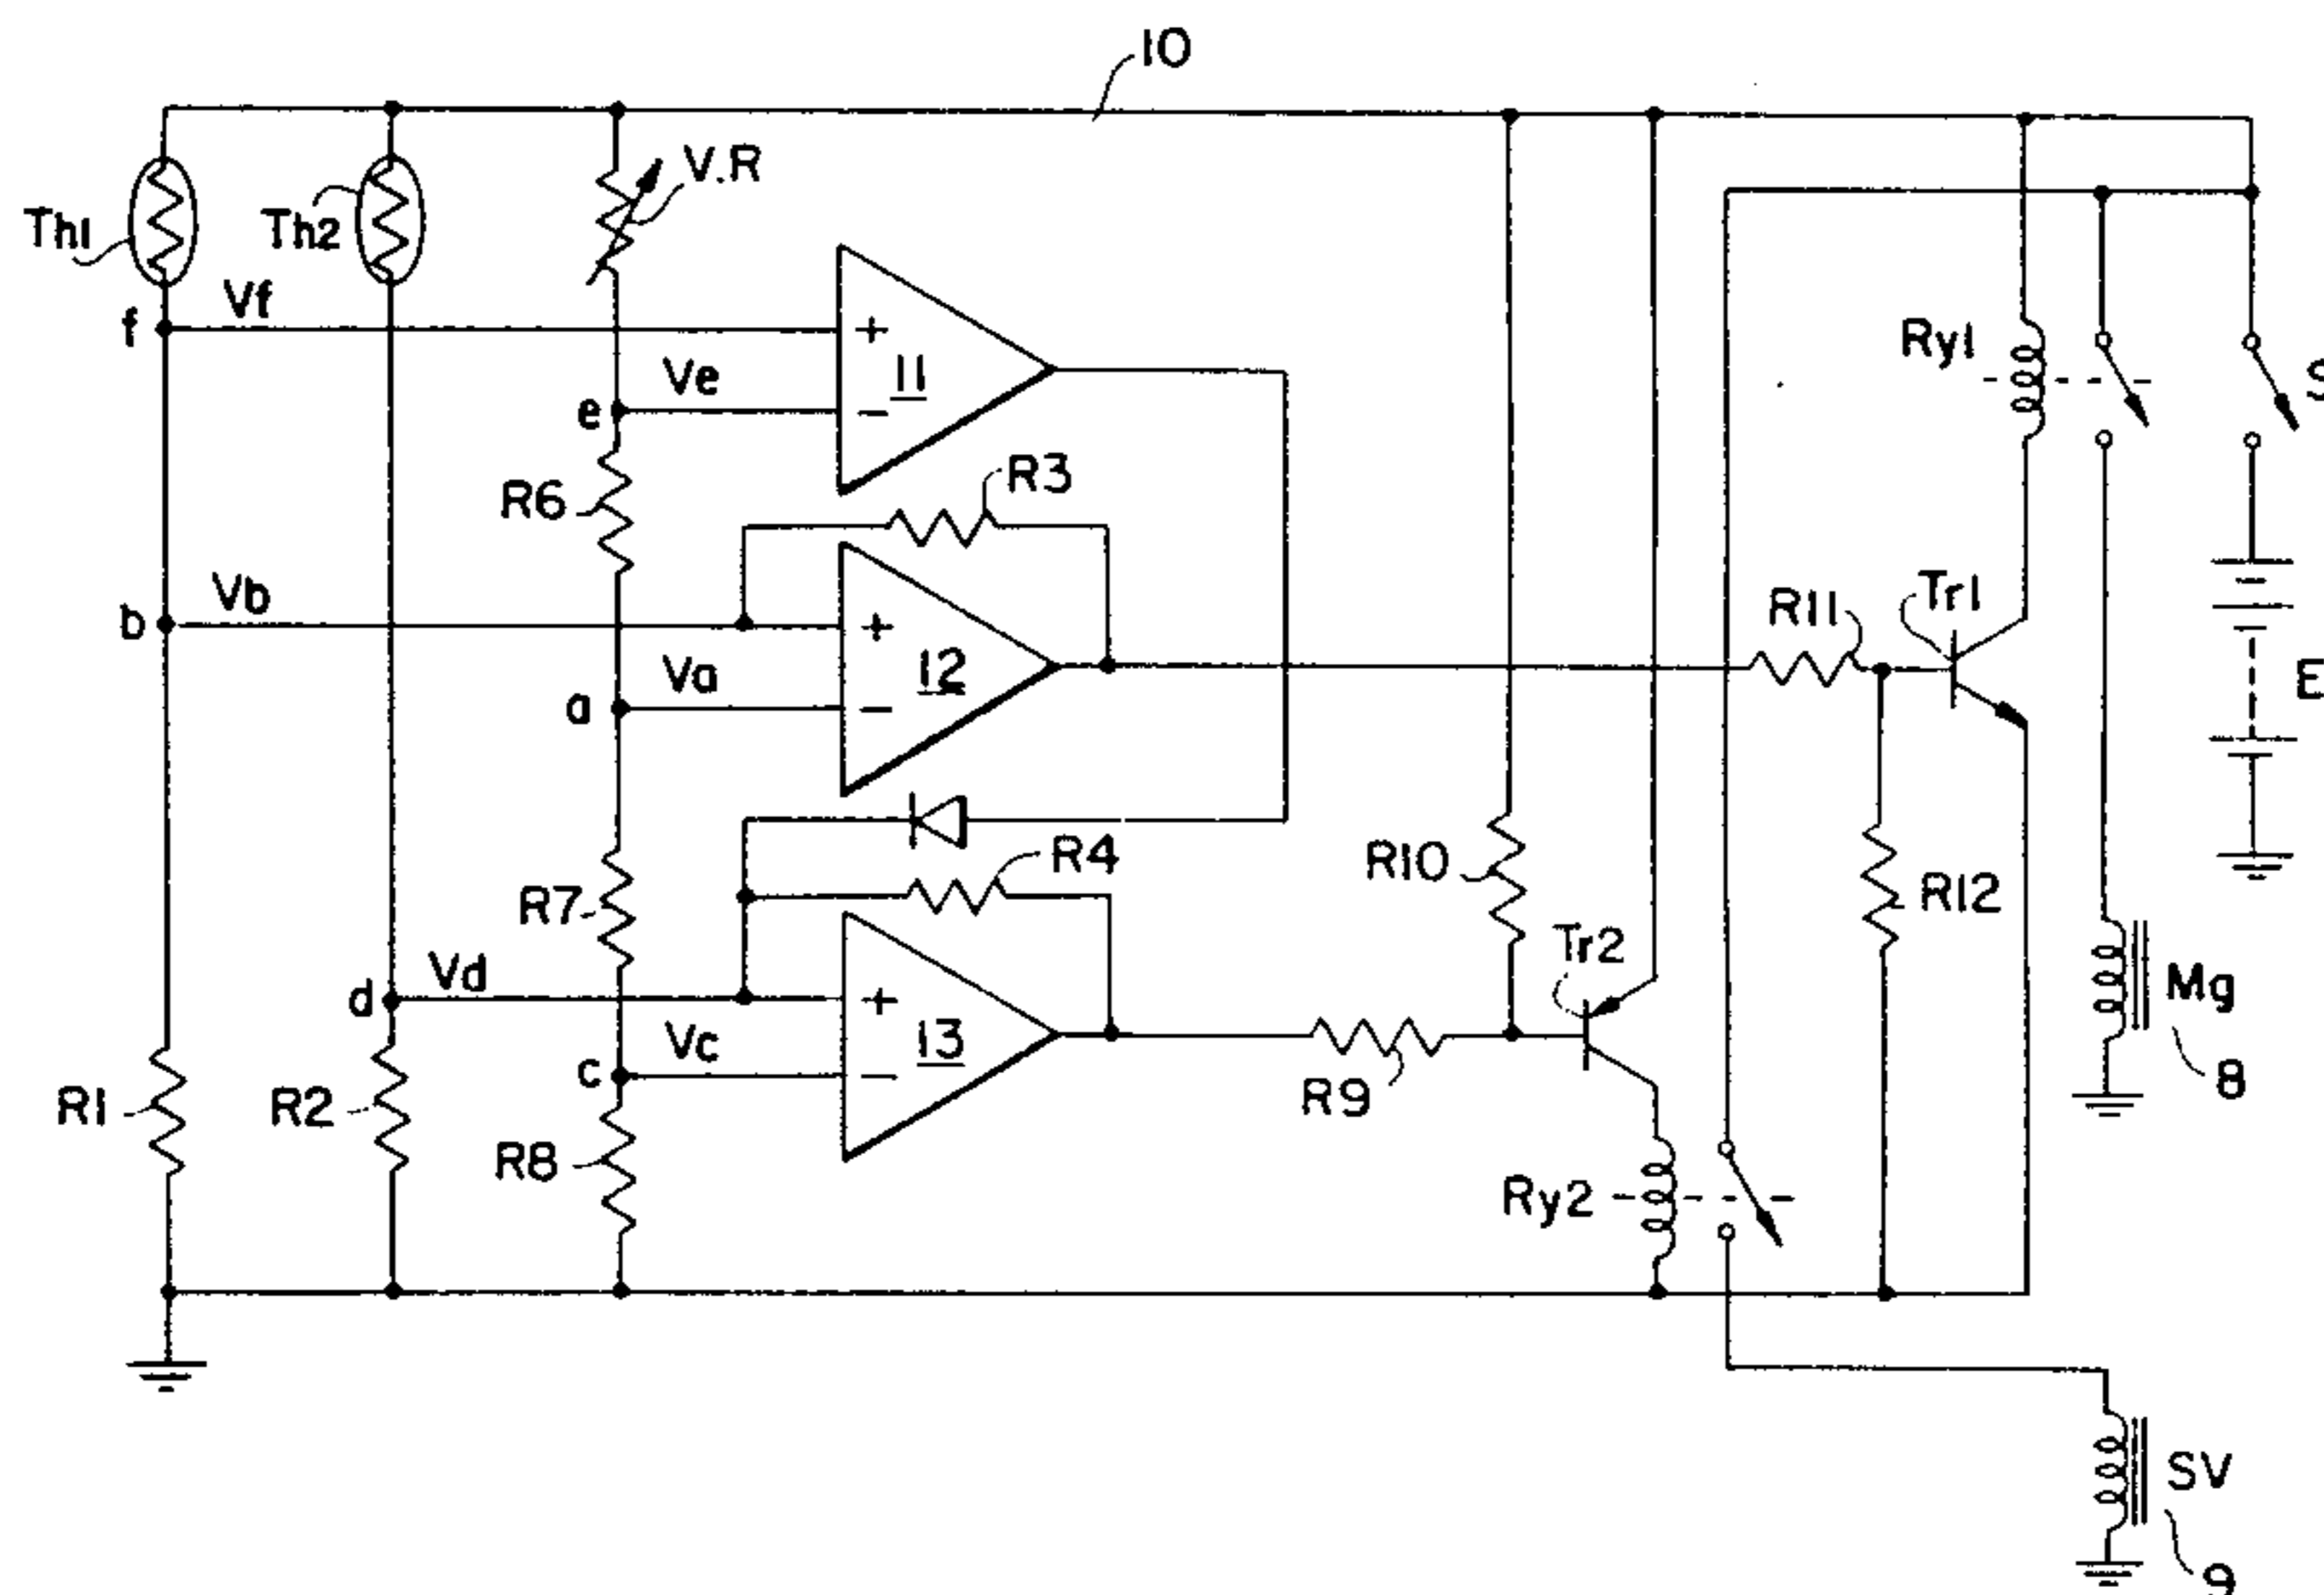 10
V.R
Th1
Th2
Vf
f
+
11
Ry1
S
Ve
e
−
R3
R6
Vb
b
+
12
R11
Tr1
Va
a
−
E
R4
R10
R7
R12
Tr2
Vd
d
+
13
Mg
Vc
c
−
8
R1
R2
R9
R8
Ry2
SV
9